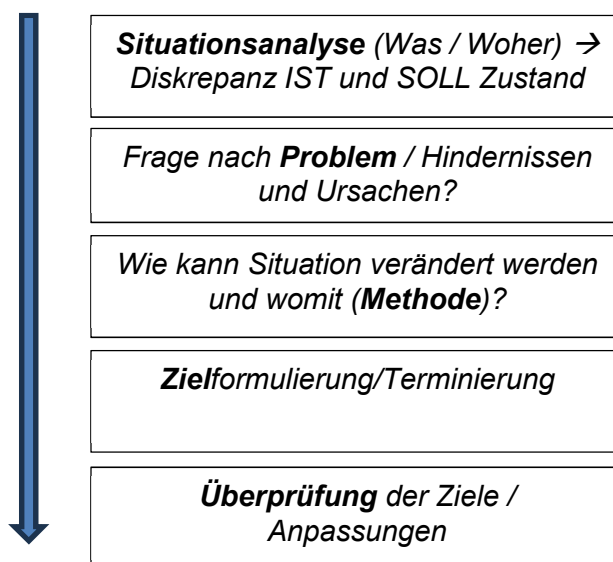 Situationsanalyse (Was / Woher) →
Diskrepanz IST und SOLL Zustand
Frage nach Problem / Hindernissen
und Ursachen?
Wie kann Situation verändert werden
und womit (Methode)?
Zielformulierung/Terminierung
Überprüfung der Ziele /
Anpassungen